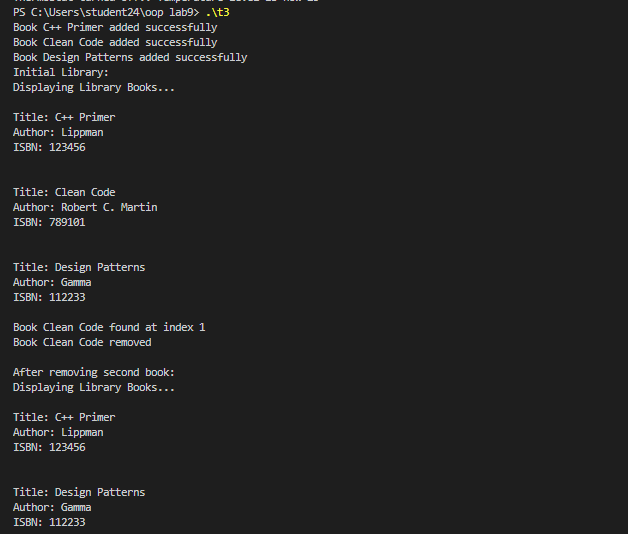 PS C:\Users\student24\oop lab9> .\t3
Book C++ Primer added successfully
Book Clean Code added successfully
Book Design Patterns added successfully
Initial Library:
Displaying Library Books...
Title: C++ Primer
Author: Lippman
ISBN: 123456
Title: Clean Code
Author: Robert C. Martin
ISBN: 789101
Title: Design Patterns
Author: Gamma
ISBN: 112233
Book Clean Code found at index 1
Book Clean Code removed
After removing second book:
Displaying Library Books...
Title: C++ Primer
Author: Lippman
ISBN: 123456
Title: Design Patterns
Author: Gamma
ISBN: 112233